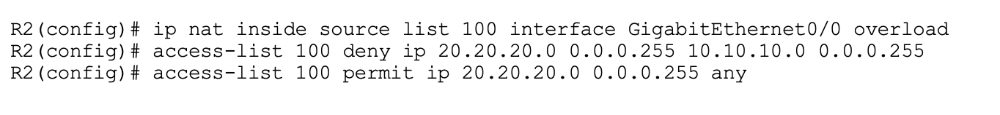 R2(config)# ip nat inside source list 100 interface GigabitEthernet0/0 overload
R2(config)# access-list 100 deny ip 20.20.20.0 0.0.0.255 10.10.10.0 0.0.0.255
R2(config)# access-list 100 permit ip 20.20.20.0 0.0.0.255 any